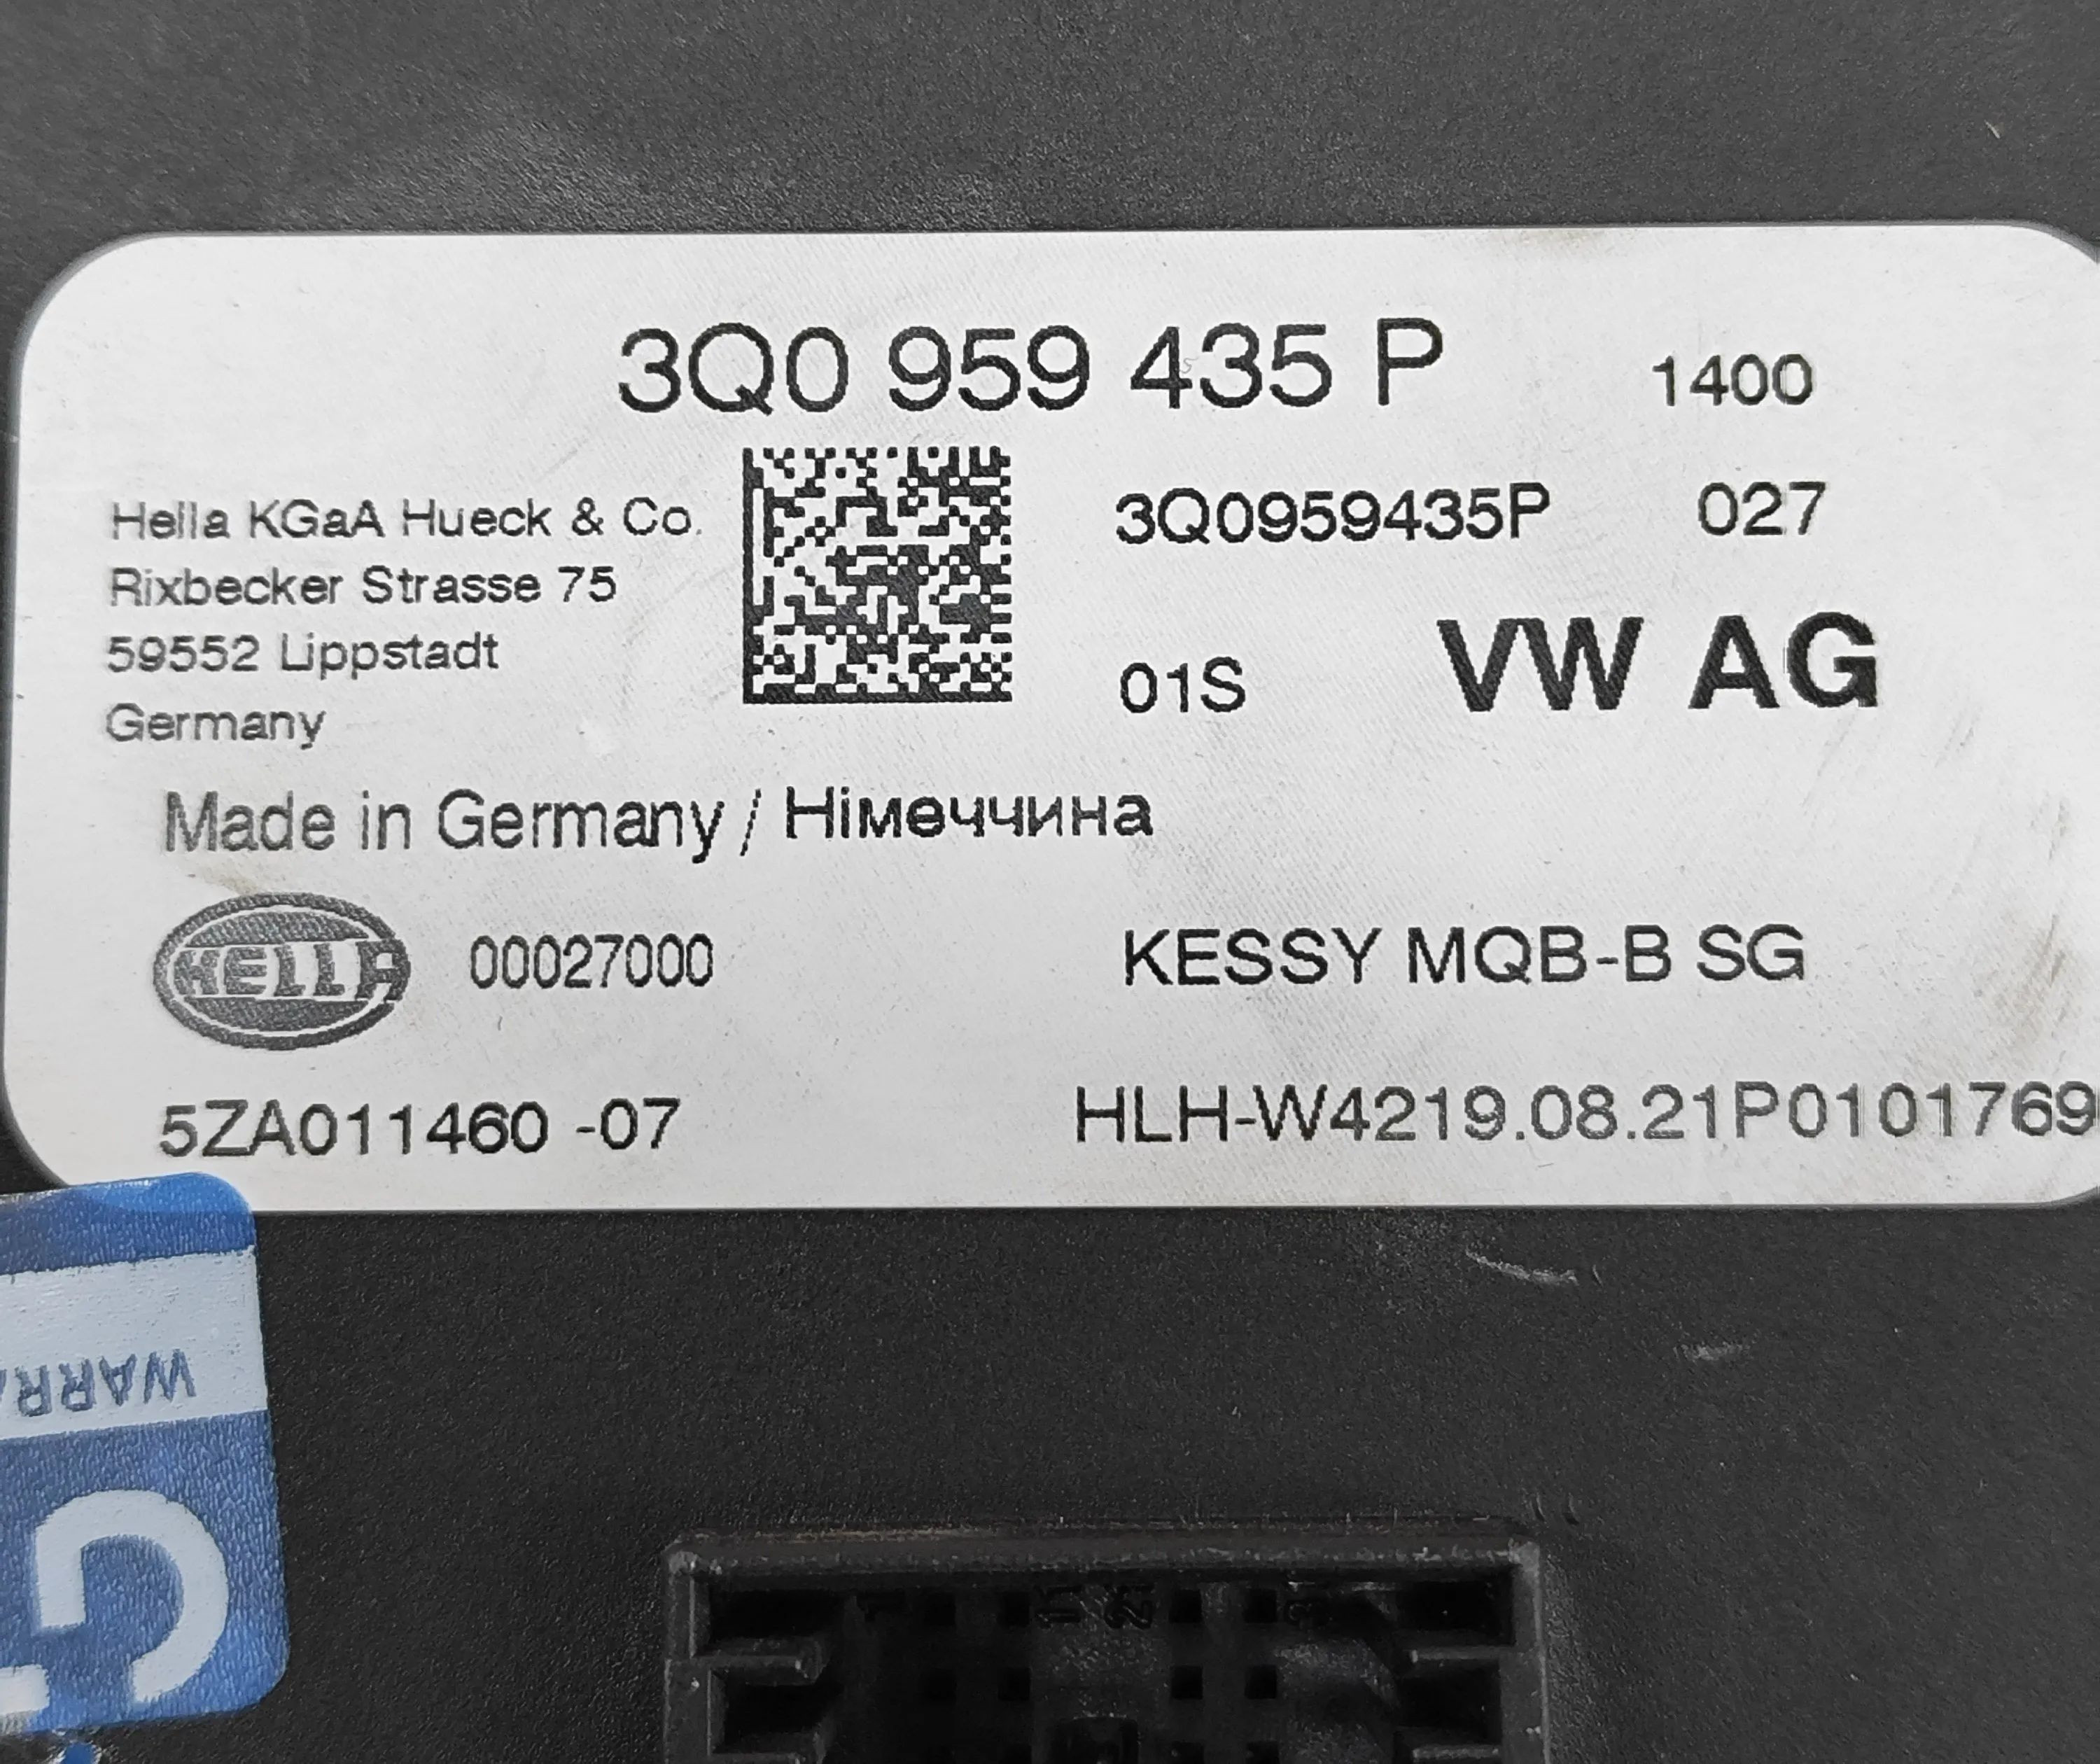 3Q0 959 435 P 1400
3Q0959435P 027
Hella KGaA Hueck & Co.
Rixbecker Strasse 75
59552 Lippstadt
Germany
01S VW AG
Made in Germany / Німеччина
HELLA 00027000 KESSY MQB-B SG
5ZA011460 -07 HLH-W4219.08.21P0101769
WARRA
G